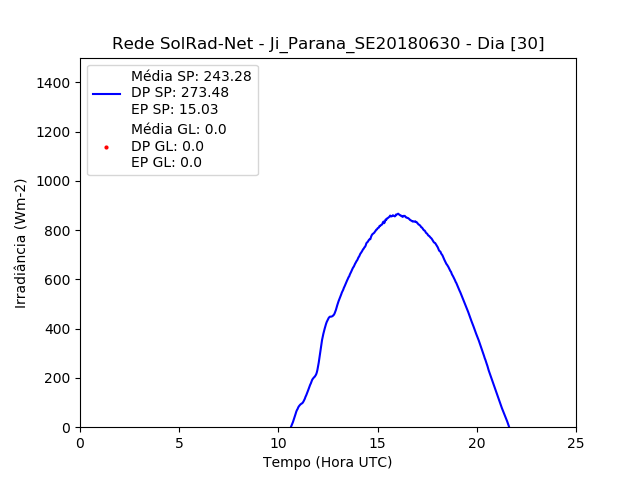 Rede SolRad-Net - Ji_Parana_SE20180630 - Dia [30]
Média SP: 243.28
DP SP: 273.48
EP SP: 15.03
Média GL: 0.0
DP GL: 0.0
EP GL: 0.0
1400
1200
1000
800
600
400
200
0
Irradiância (Wm-2)
0 5 10 15 20 25
Tempo (Hora UTC)